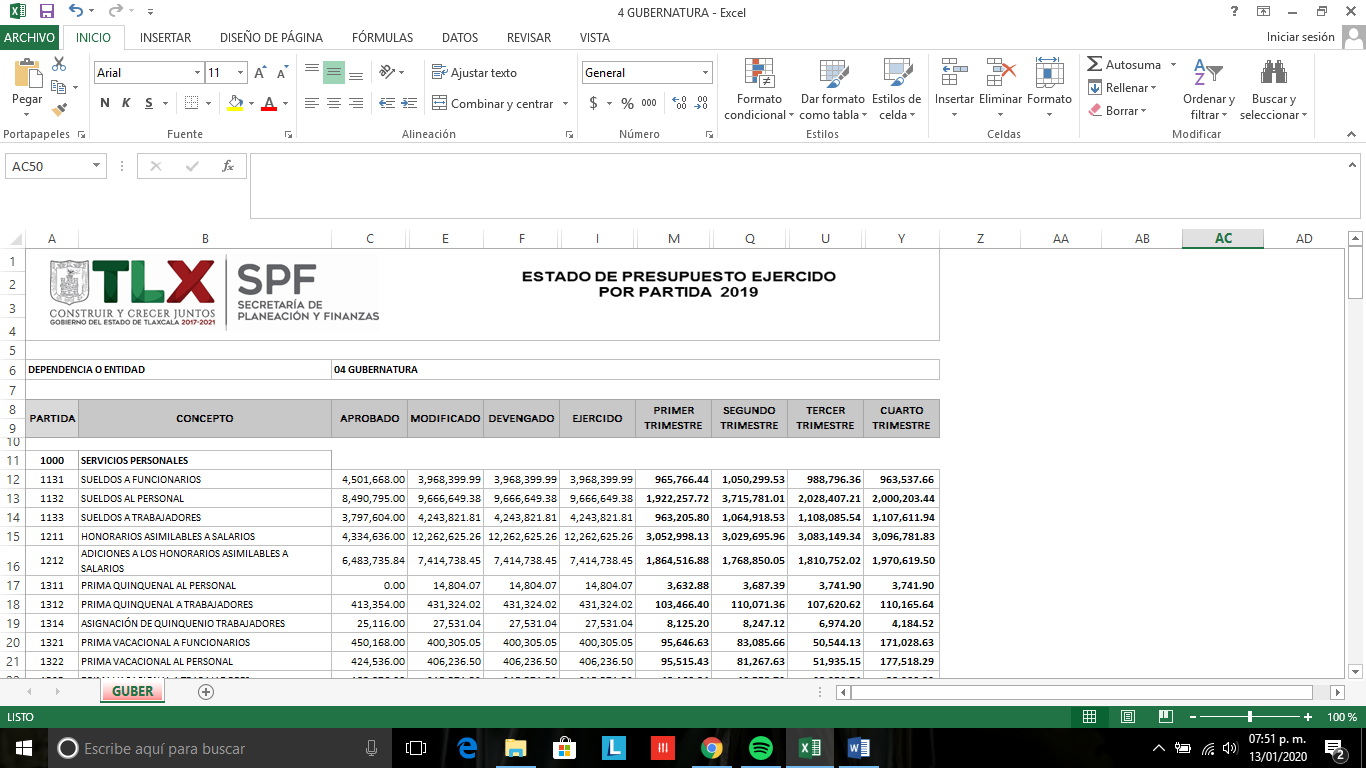 4 GUBERNATURA - Excel
ARCHIVO INICIO INSERTAR DISEÑO DE PÁGINA FÓRMULAS DATOS REVISAR VISTA Iniciar sesión
Pegar
Portapapeles
Arial 11
N K S
Fuente
Ajustar texto
Combinar y centrar
Alineación
General
$ % 000
Número
Formato condicional
Dar formato como tabla
Estilos de celda
Estilos
Insertar Eliminar Formato
Celdas
Autosuma
Rellenar
Borrar
Ordenar y filtrar
Buscar y seleccionar
Modificar
AC50 fx
A B C E F I M Q U Y Z AA AB AC AD
TLX
CONSTRUIR Y CRECER JUNTOS
GOBIERNO DEL ESTADO DE TLAXCALA 2017-2021
SPF
SECRETARÍA DE
PLANEACIÓN Y FINANZAS
ESTADO DE PRESUPUESTO EJERCIDO
POR PARTIDA 2019
1
2
3
4
5
6 DEPENDENCIA O ENTIDAD 04 GUBERNATURA
7
8
9
PARTIDA CONCEPTO APROBADO MODIFICADO DEVENGADO EJERCIDO PRIMER TRIMESTRE SEGUNDO TRIMESTRE TERCER TRIMESTRE CUARTO TRIMESTRE
10
11 1000 SERVICIOS PERSONALES
12 1131 SUELDOS A FUNCIONARIOS 4,501,668.00 3,968,399.99 3,968,399.99 3,968,399.99 965,766.44 1,050,299.53 988,796.36 963,537.66
13 1132 SUELDOS AL PERSONAL 8,490,795.00 9,666,649.38 9,666,649.38 9,666,649.38 1,922,257.72 3,715,781.01 2,028,407.21 2,000,203.44
14 1133 SUELDOS A TRABAJADORES 3,797,604.00 4,243,821.81 4,243,821.81 4,243,821.81 963,205.80 1,064,918.53 1,108,085.54 1,107,611.94
15 1211 HONORARIOS ASIMILABLES A SALARIOS 4,334,636.00 12,262,625.26 12,262,625.26 12,262,625.26 3,052,998.13 3,029,695.96 3,083,149.34 3,096,781.83
16 1212 ADICIONES A LOS HONORARIOS ASIMILABLES A SALARIOS 6,483,735.84 7,414,738.45 7,414,738.45 7,414,738.45 1,864,516.88 1,768,850.05 1,810,752.02 1,970,619.50
17 1311 PRIMA QUINQUENAL AL PERSONAL 0.00 14,804.07 14,804.07 14,804.07 3,632.88 3,687.39 3,741.90 3,741.90
18 1312 PRIMA QUINQUENAL A TRABAJADORES 413,354.00 431,324.02 431,324.02 431,324.02 103,466.40 110,071.36 107,620.62 110,165.64
19 1314 ASIGNACIÓN DE QUINQUENIO TRABAJADORES 25,116.00 27,531.04 27,531.04 27,531.04 8,125.20 8,247.12 6,974.20 4,184.52
20 1321 PRIMA VACACIONAL A FUNCIONARIOS 450,168.00 400,305.05 400,305.05 400,305.05 95,646.63 83,085.66 50,544.13 171,028.63
21 1322 PRIMA VACACIONAL AL PERSONAL 424,536.00 406,236.50 406,236.50 406,236.50 95,515.43 81,267.63 51,935.15 177,518.29
GUBER
LISTO 100 %
Escribe aquí para buscar
07:51 p. m.
13/01/2020
2